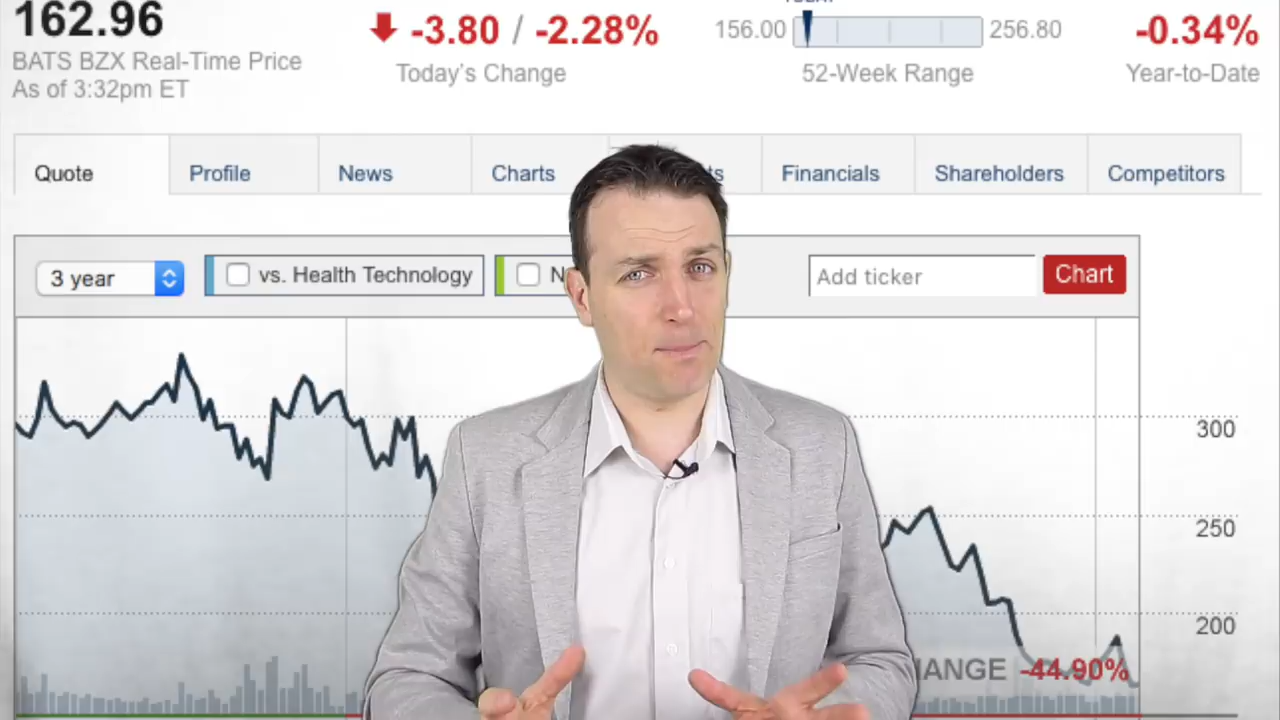 162.96
BATS BZX Real-Time Price
As of 3:32pm ET
-3.80 / -2.28%
Today's Change
156.00
256.80
52-Week Range
-0.34%
Year-to-Date
Quote
Profile
News
Charts
Financials
Shareholders
Competitors
3 year
vs. Health Technology
Add ticker
Chart
300
250
200
-44.90%